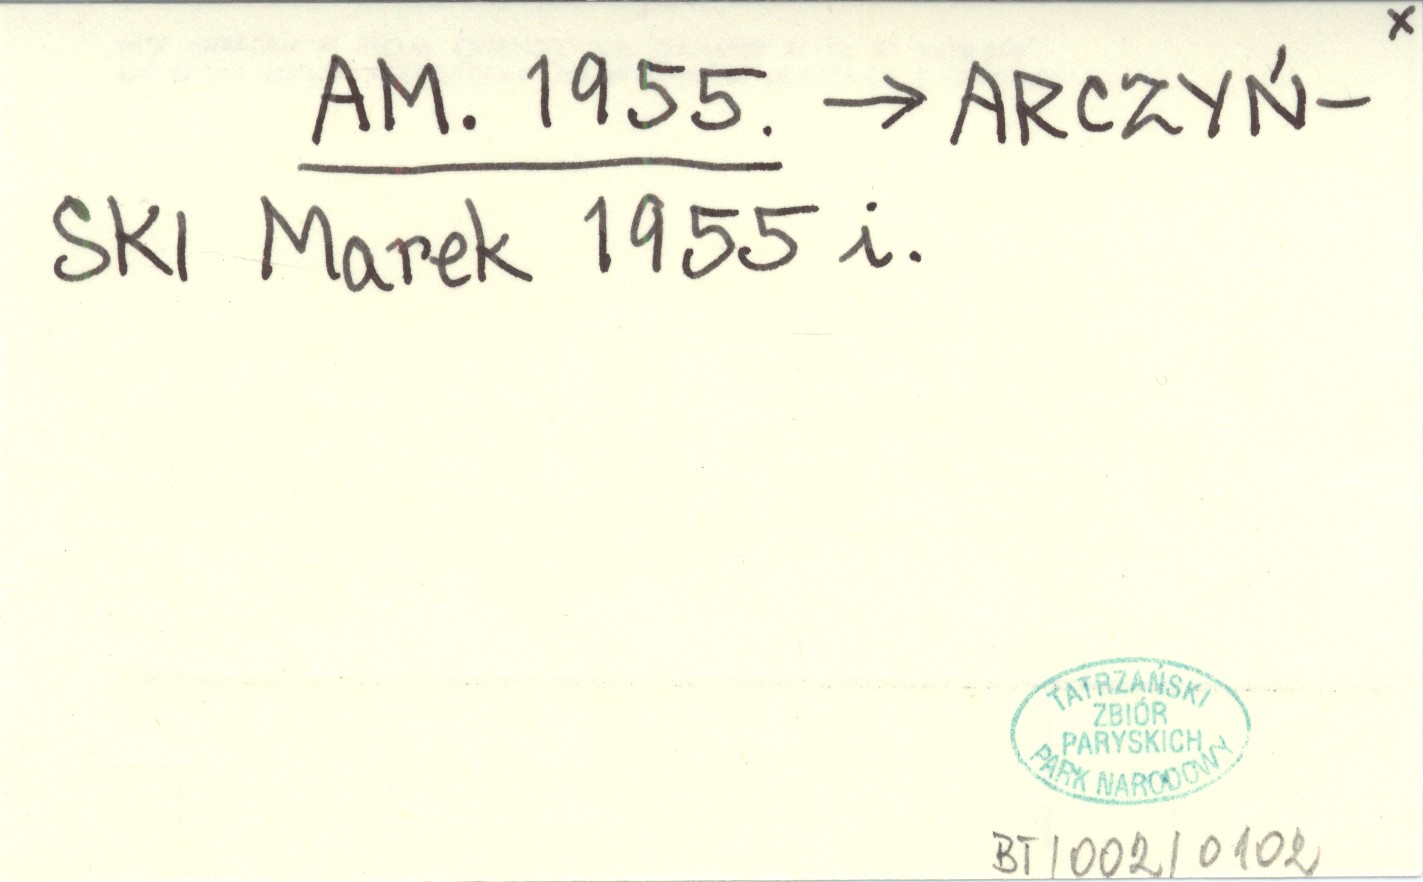 x
AM. 1955. → ARCZYŃ-
SKI Marek 1955 i.
TATRZAŃSKI
ZBIÓR
PARYSKICH
PARK NARODOWY
BT/002/0102